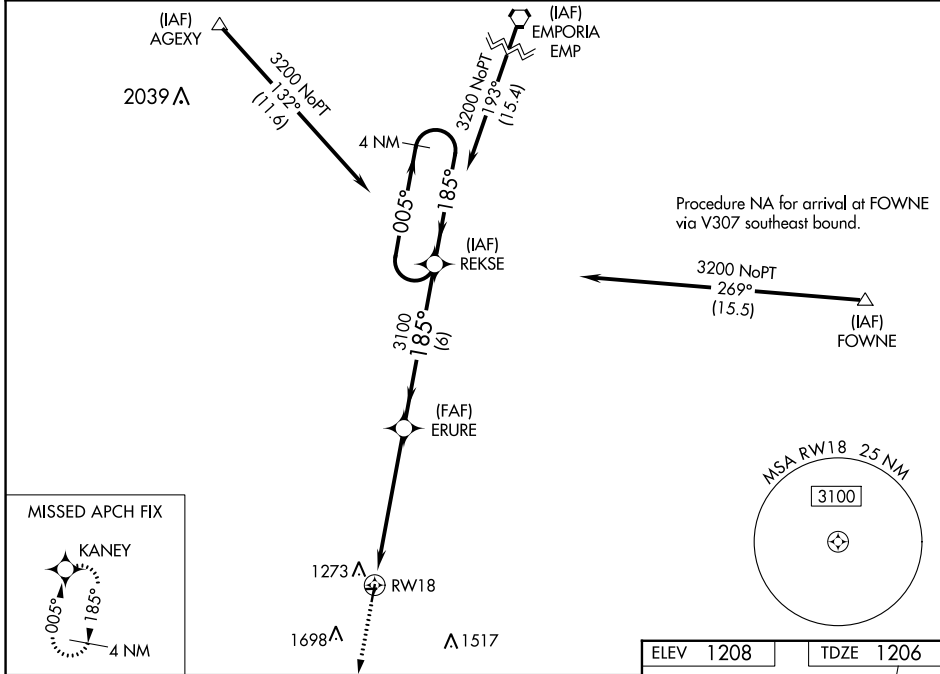 (IAF)
AGEXY
3200 NoPT
132°
(11.6)
2039
(IAF)
EMPORIA
EMP
3200 NoPT
193°
(15.4)
4 NM
005°
185°
(IAF)
REKSE
Procedure NA for arrival at FOWNE
via V307 southeast bound.
3200 NoPT
269°
(15.5)
(IAF)
FOWNE
3100
185°
(6)
(FAF)
ERURE
MSA RW18 25 NM
3100
MISSED APCH FIX
KANEY
005°
185°
4 NM
1273
RW18
1698
1517
ELEV 1208
TDZE 1206